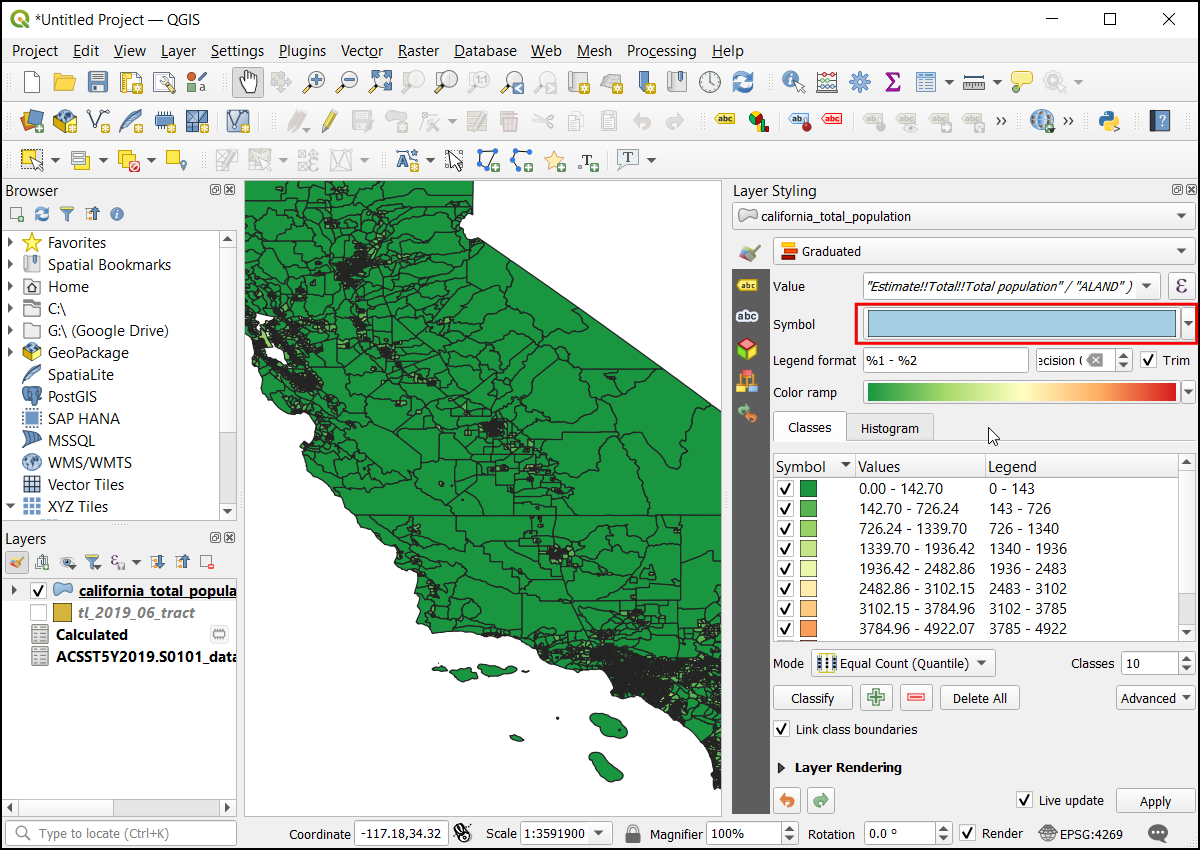 *Untitled Project — QGIS
Project Edit View Layer Settings Plugins Vector Raster Database Web Mesh Processing Help
Browser
Favorites
Spatial Bookmarks
Home
C:\
G:\ (Google Drive)
GeoPackage
SpatiaLite
PostGIS
SAP HANA
MSSQL
WMS/WMTS
Vector Tiles
XYZ Tiles
Layers
california_total_popula
tl_2019_06_tract
Calculated
ACSST5Y2019.S0101_data
Layer Styling
california_total_population
Graduated
Value "Estimate!!Total!!Total population" / "ALAND" )
Symbol
Legend format %1 - %2 Trim
Color ramp
Classes Histogram
Symbol Values Legend
0.00 - 142.70 0 - 143
142.70 - 726.24 143 - 726
726.24 - 1339.70 726 - 1340
1339.70 - 1936.42 1340 - 1936
1936.42 - 2482.86 1936 - 2483
2482.86 - 3102.15 2483 - 3102
3102.15 - 3784.96 3102 - 3785
3784.96 - 4922.07 3785 - 4922
Mode Equal Count (Quantile) Classes 10
Classify Delete All Advanced
Link class boundaries
Layer Rendering
Live update Apply
Type to locate (Ctrl+K) Coordinate -117.18,34.32 Scale 1:3591900 Magnifier 100% Rotation 0.0 ° Render EPSG:4269